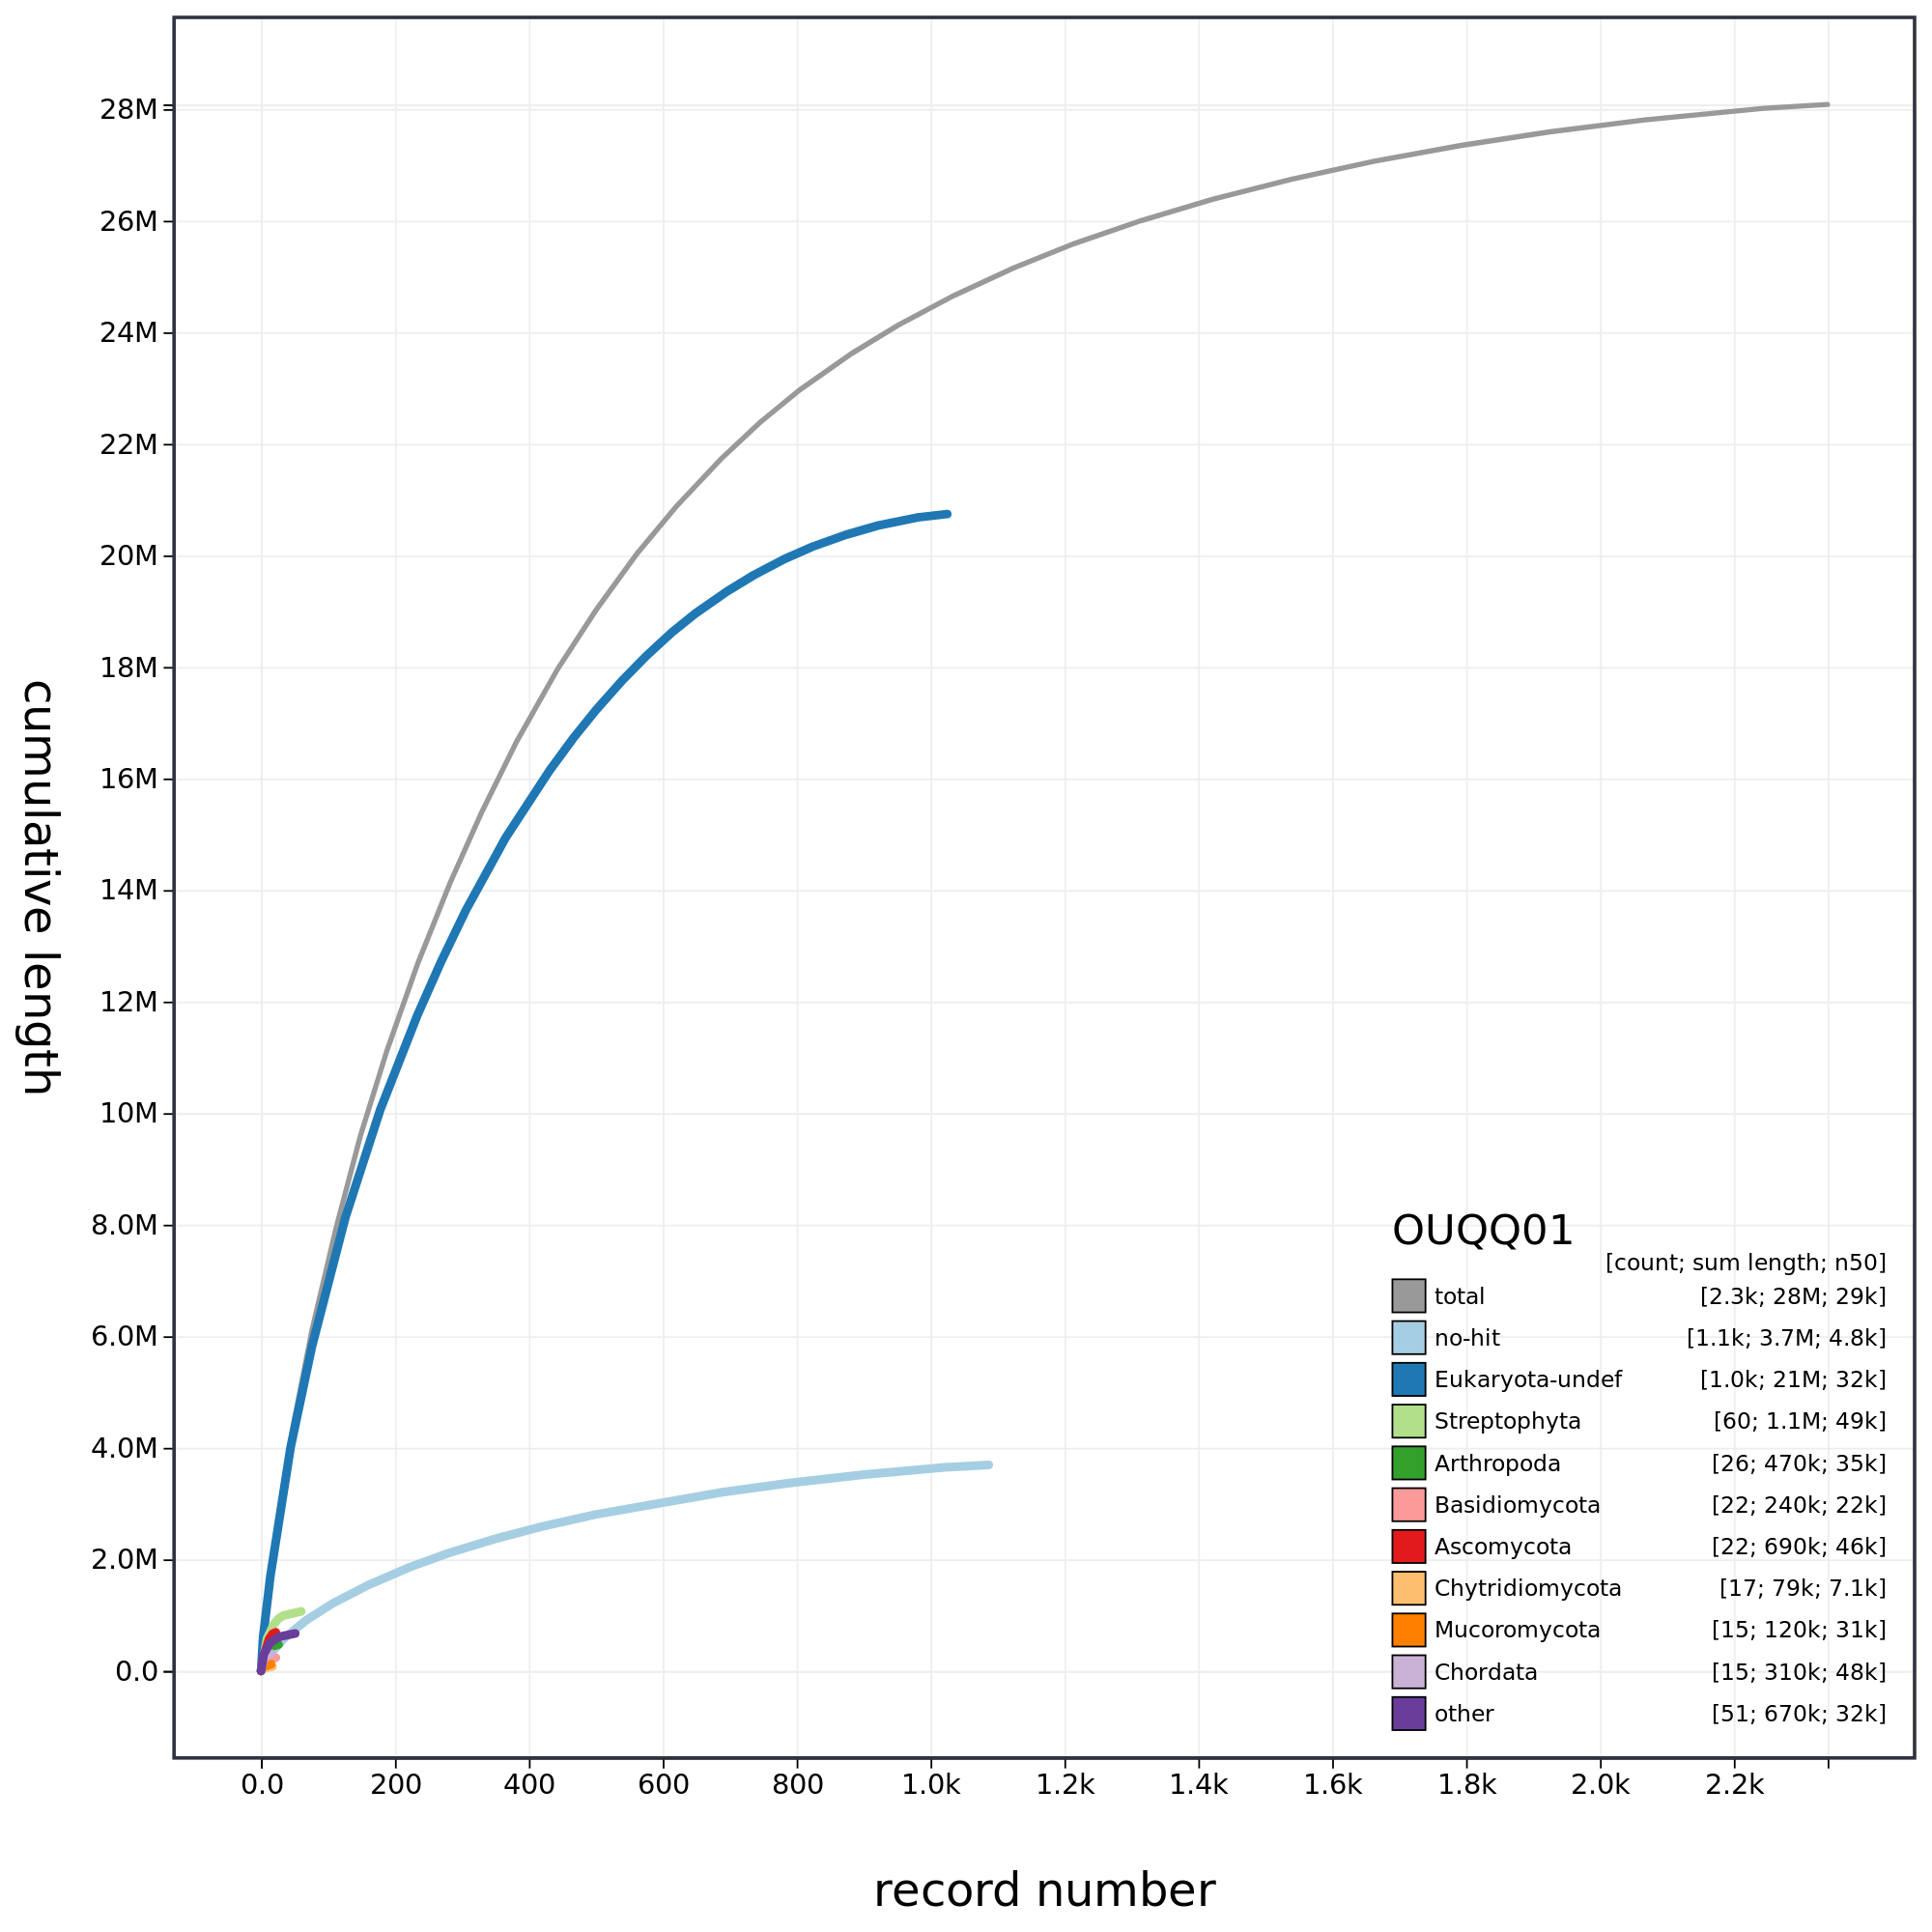 28M
26M
24M
22M
20M
18M
16M
14M
12M
10M
8.0M
6.0M
4.0M
2.0M
0.0
cumulative length
OUQQ01
[count; sum length; n50]
total [2.3k; 28M; 29k]
no-hit [1.1k; 3.7M; 4.8k]
Eukaryota-undef [1.0k; 21M; 32k]
Streptophyta [60; 1.1M; 49k]
Arthropoda [26; 470k; 35k]
Basidiomycota [22; 240k; 22k]
Ascomycota [22; 690k; 46k]
Chytridiomycota [17; 79k; 7.1k]
Mucoromycota [15; 120k; 31k]
Chordata [15; 310k; 48k]
other [51; 670k; 32k]
0.0 200 400 600 800 1.0k 1.2k 1.4k 1.6k 1.8k 2.0k 2.2k
record number